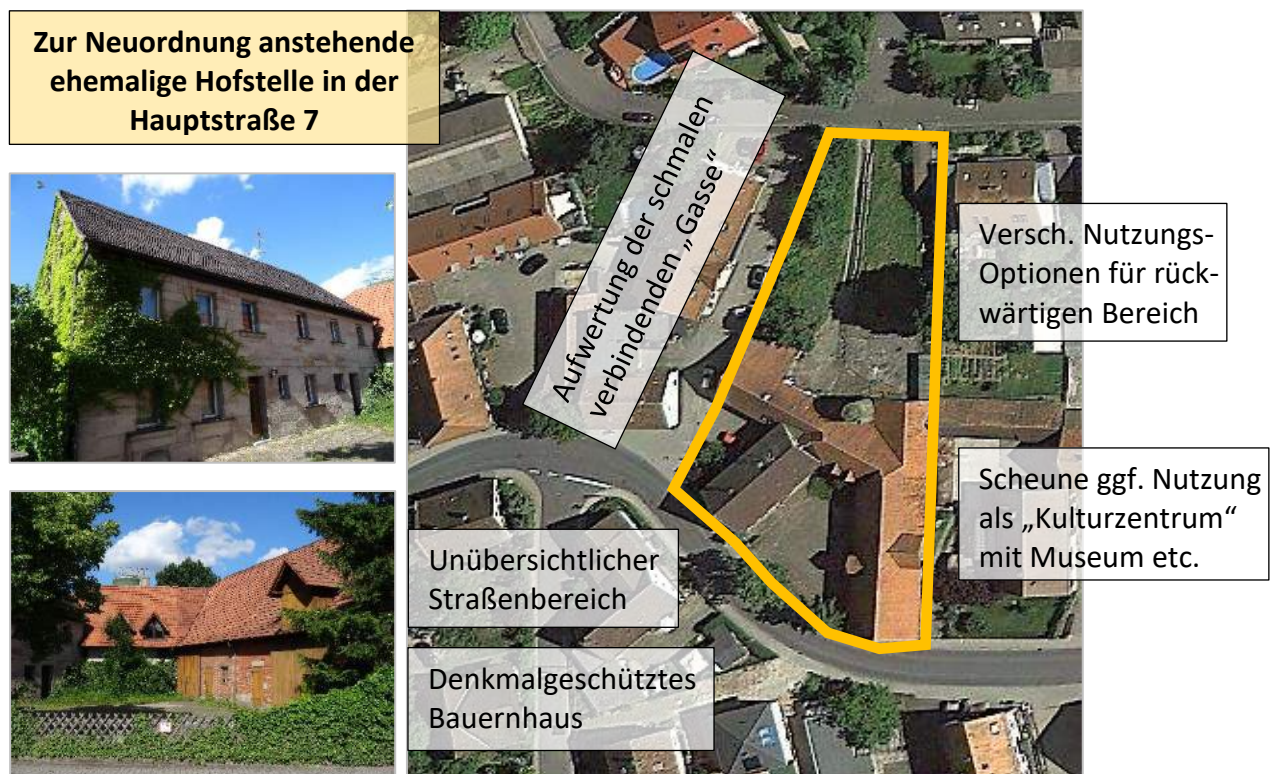 Zur Neuordnung anstehende
ehemalige Hofstelle in der
Hauptstraße 7
Aufwertung der schmalen
verbindenden „Gasse“
Versch. Nutzungs-
Optionen für rück-
wärtigen Bereich
Scheune ggf. Nutzung
als „Kulturzentrum“
mit Museum etc.
Unübersichtlicher
Straßenbereich
Denkmalgeschütztes
Bauernhaus